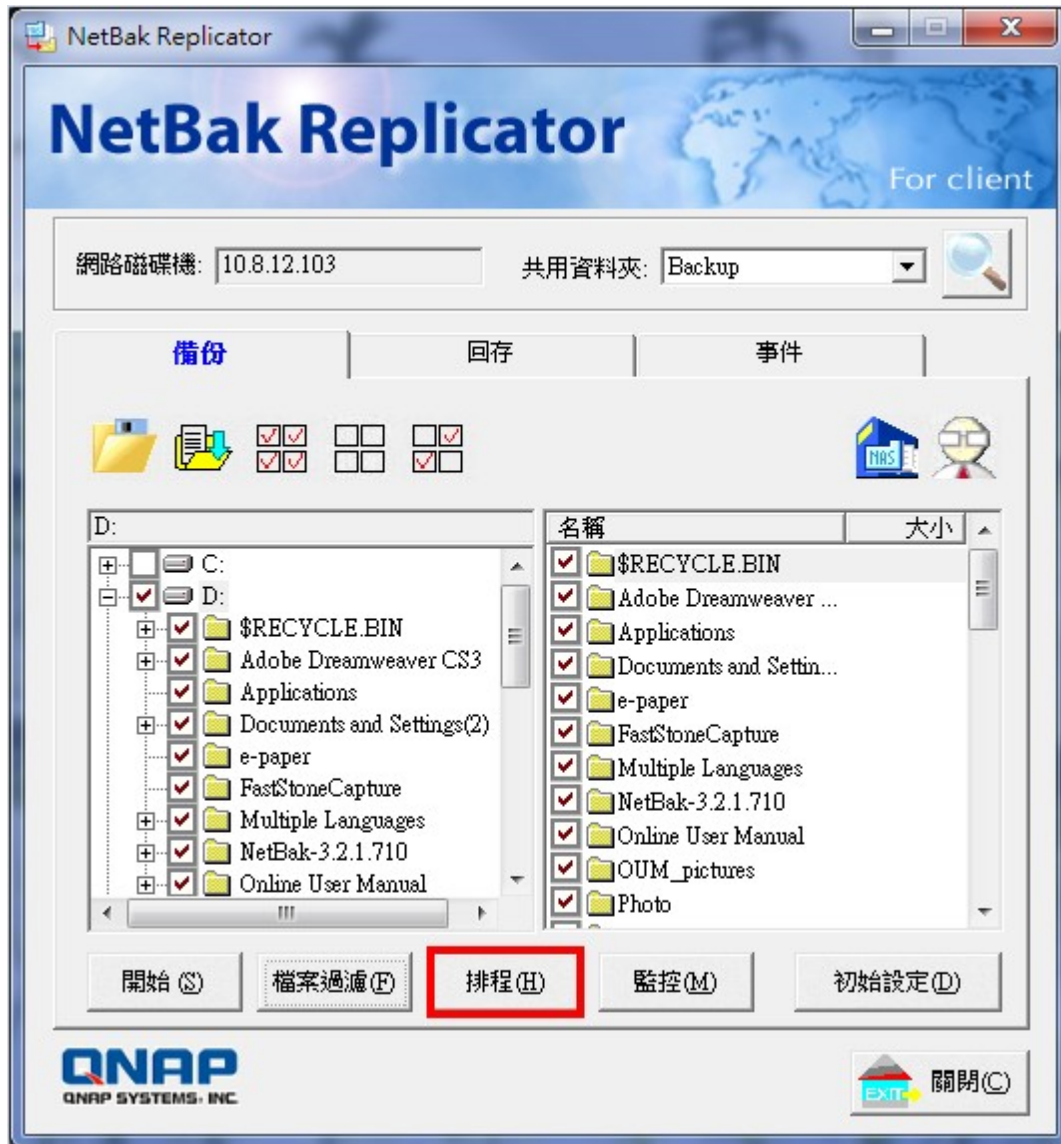 NetBak Replicator
NetBak Replicator
For client
網路磁碟機: 10.8.12.103 共用資料夾: Backup
備份 回存 事件
NAS
D:
名稱 大小
C:
D:
$RECYCLE.BIN
Adobe Dreamweaver CS3
Applications
Documents and Settings(2)
e-paper
FastStoneCapture
Multiple Languages
NetBak-3.2.1.710
Online User Manual
$RECYCLE.BIN
Adobe Dreamweaver ...
Applications
Documents and Settin...
e-paper
FastStoneCapture
Multiple Languages
NetBak-3.2.1.710
Online User Manual
OUM_pictures
Photo
開始(S) 檔案過濾(F) 排程(H) 監控(M) 初始設定(D)
QNAP
QNAP SYSTEMS, INC
EXIT 關閉(C)